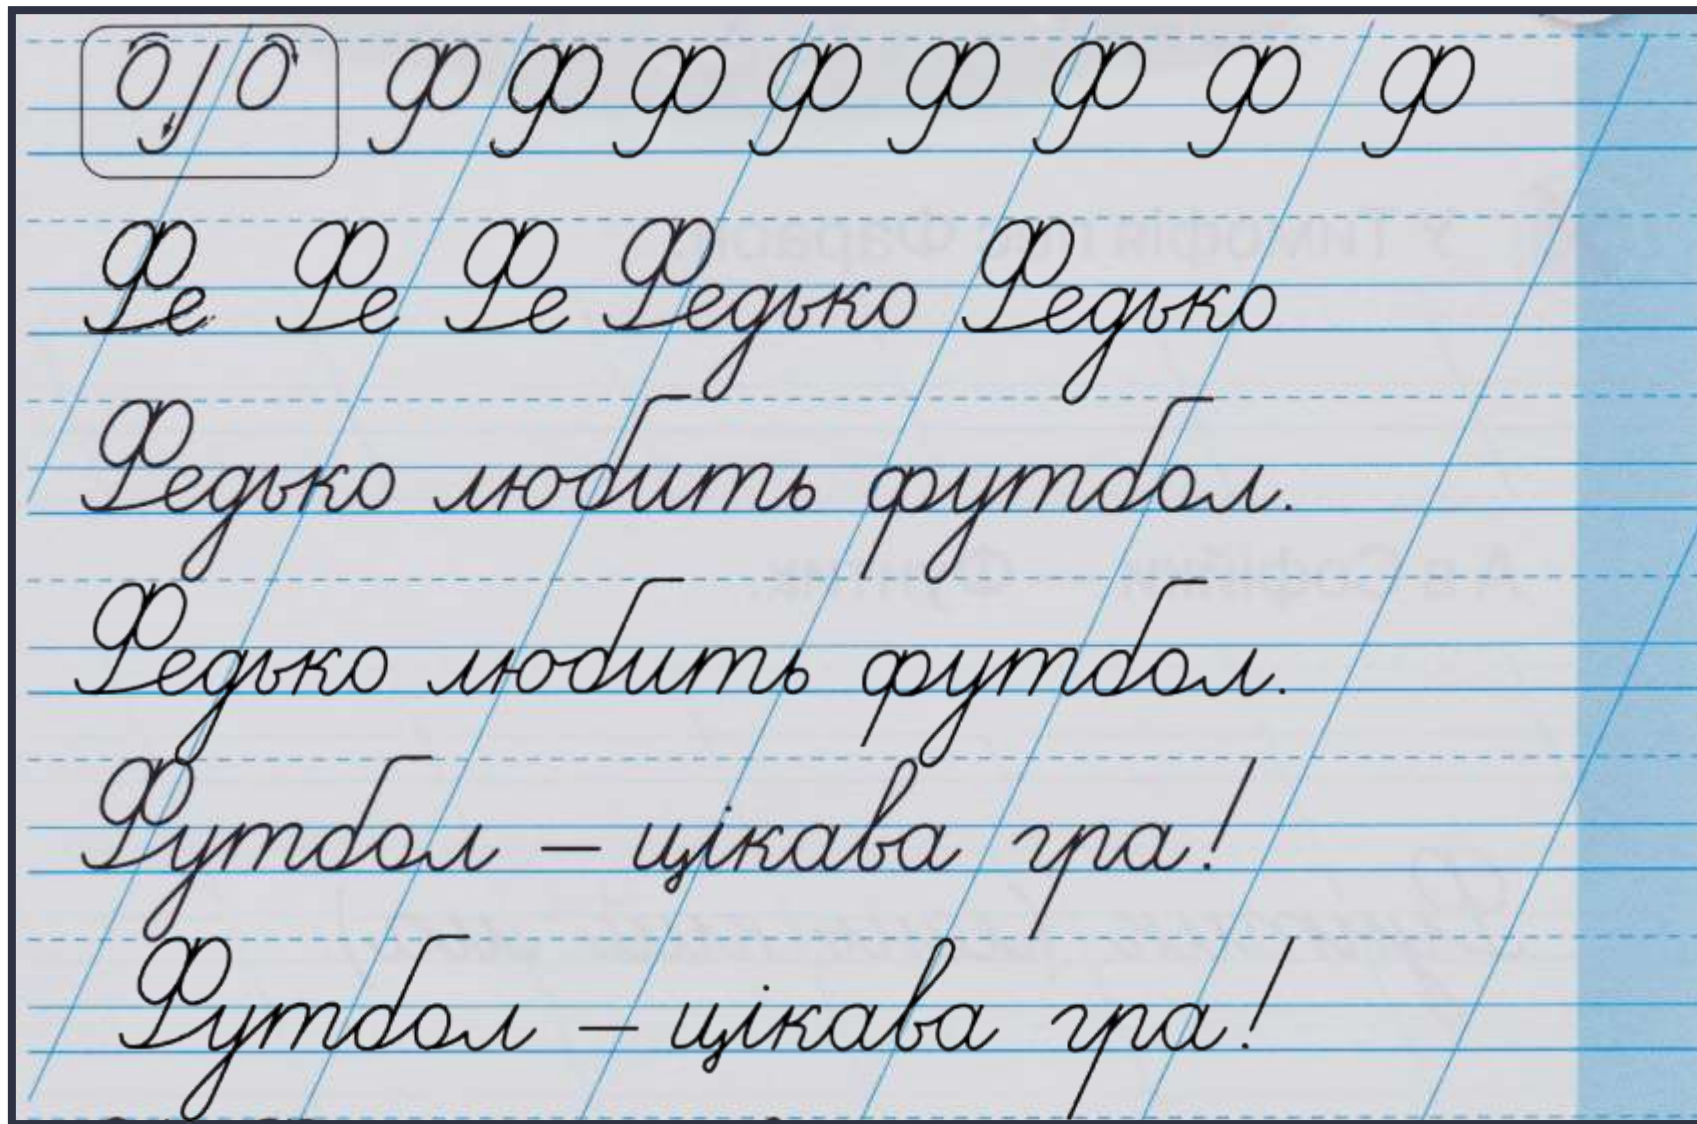 Ф Ф Ф Ф Ф Ф Ф Ф
Фе Фе Фе Федько Федько
Федько любить футбол.
Федько любить футбол.
Футбол – цікава гра!
Футбол – цікава гра!